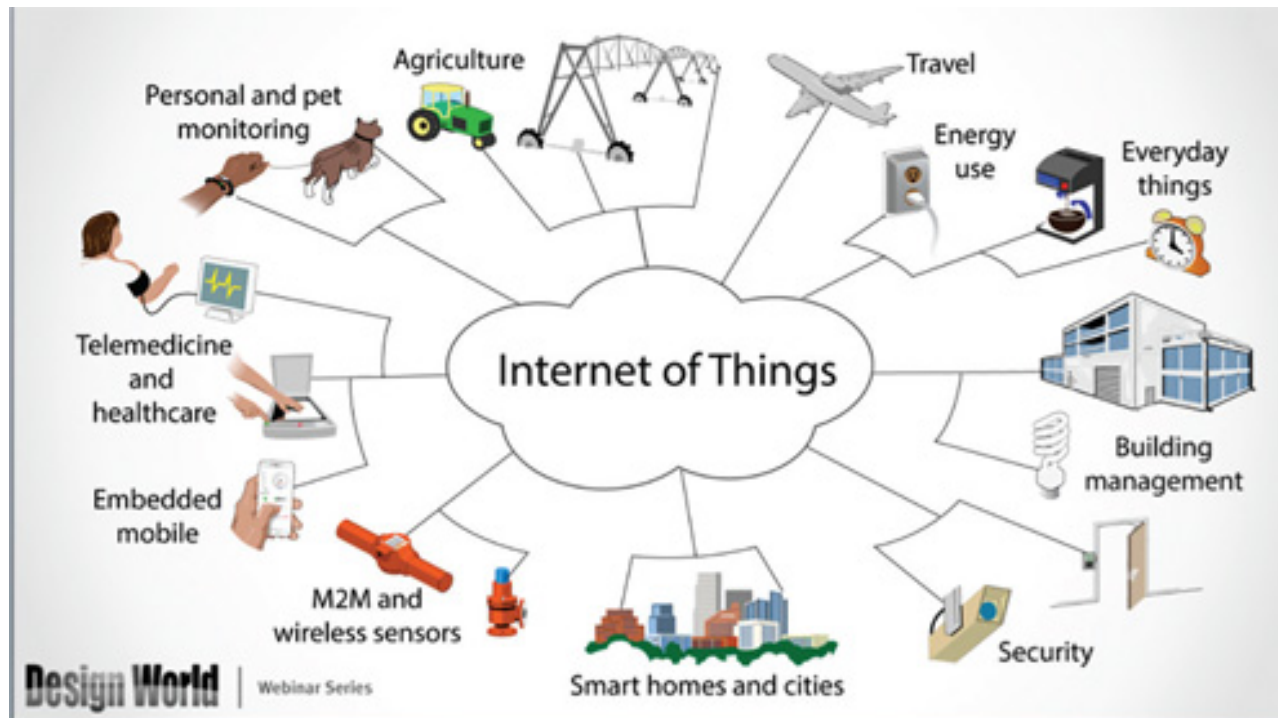 Agriculture
Travel
Personal and pet
monitoring
Energy
use
Everyday
things
Internet of Things
Telemedicine
and
healthcare
Building
management
Embedded
mobile
M2M and
wireless sensors
Security
Smart homes and cities
Design World
Webinar Series